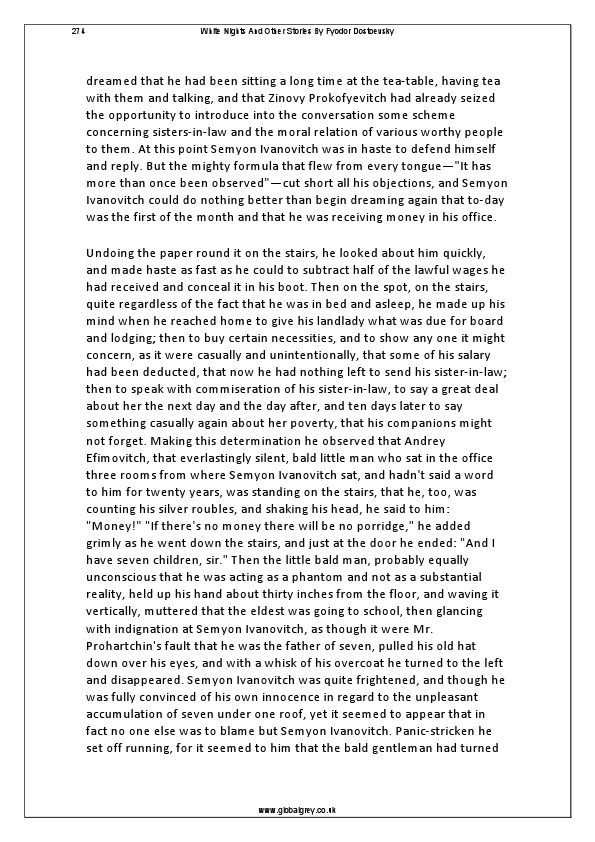 274
White Nights And Other Stories By Fyodor Dostoevsky
dreamed that he had been sitting a long time at the tea-table, having tea
with them and talking, and that Zinovy Prokofyevitch had already seized
the opportunity to introduce into the conversation some scheme
concerning sisters-in-law and the moral relation of various worthy people
to them. At this point Semyon Ivanovitch was in haste to defend himself
and reply. But the mighty formula that flew from every tongue—"It has
more than once been observed"—cut short all his objections, and Semyon
Ivanovitch could do nothing better than begin dreaming again that to-day
was the first of the month and that he was receiving money in his office.
Undoing the paper round it on the stairs, he looked about him quickly,
and made haste as fast as he could to subtract half of the lawful wages he
had received and conceal it in his boot. Then on the spot, on the stairs,
quite regardless of the fact that he was in bed and asleep, he made up his
mind when he reached home to give his landlady what was due for board
and lodging; then to buy certain necessities, and to show any one it might
concern, as it were casually and unintentionally, that some of his salary
had been deducted, that now he had nothing left to send his sister-in-law;
then to speak with commiseration of his sister-in-law, to say a great deal
about her the next day and the day after, and ten days later to say
something casually again about her poverty, that his companions might
not forget. Making this determination he observed that Andrey
Efimovitch, that everlastingly silent, bald little man who sat in the office
three rooms from where Semyon Ivanovitch sat, and hadn't said a word
to him for twenty years, was standing on the stairs, that he, too, was
counting his silver roubles, and shaking his head, he said to him:
"Money!" "If there's no money there will be no porridge," he added
grimly as he went down the stairs, and just at the door he ended: "And I
have seven children, sir." Then the little bald man, probably equally
unconscious that he was acting as a phantom and not as a substantial
reality, held up his hand about thirty inches from the floor, and waving it
vertically, muttered that the eldest was going to school, then glancing
with indignation at Semyon Ivanovitch, as though it were Mr.
Prohartchin's fault that he was the father of seven, pulled his old hat
down over his eyes, and with a whisk of his overcoat he turned to the left
and disappeared. Semyon Ivanovitch was quite frightened, and though he
was fully convinced of his own innocence in regard to the unpleasant
accumulation of seven under one roof, yet it seemed to appear that in
fact no one else was to blame but Semyon Ivanovitch. Panic-stricken he
set off running, for it seemed to him that the bald gentleman had turned
www.globalgrey.co.uk